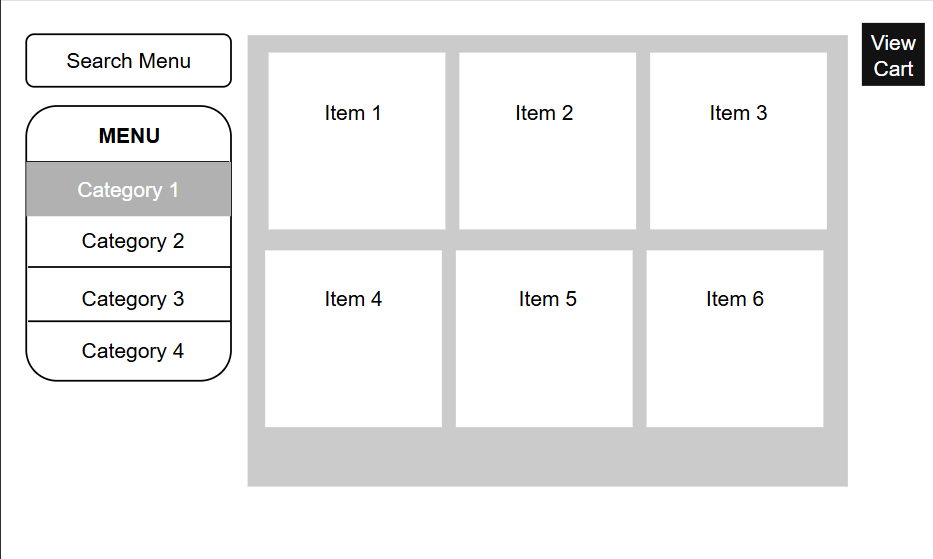 Search Menu
MENU
Category 1
Category 2
Category 3
Category 4
Item 1
Item 2
Item 3
Item 4
Item 5
Item 6
View
Cart